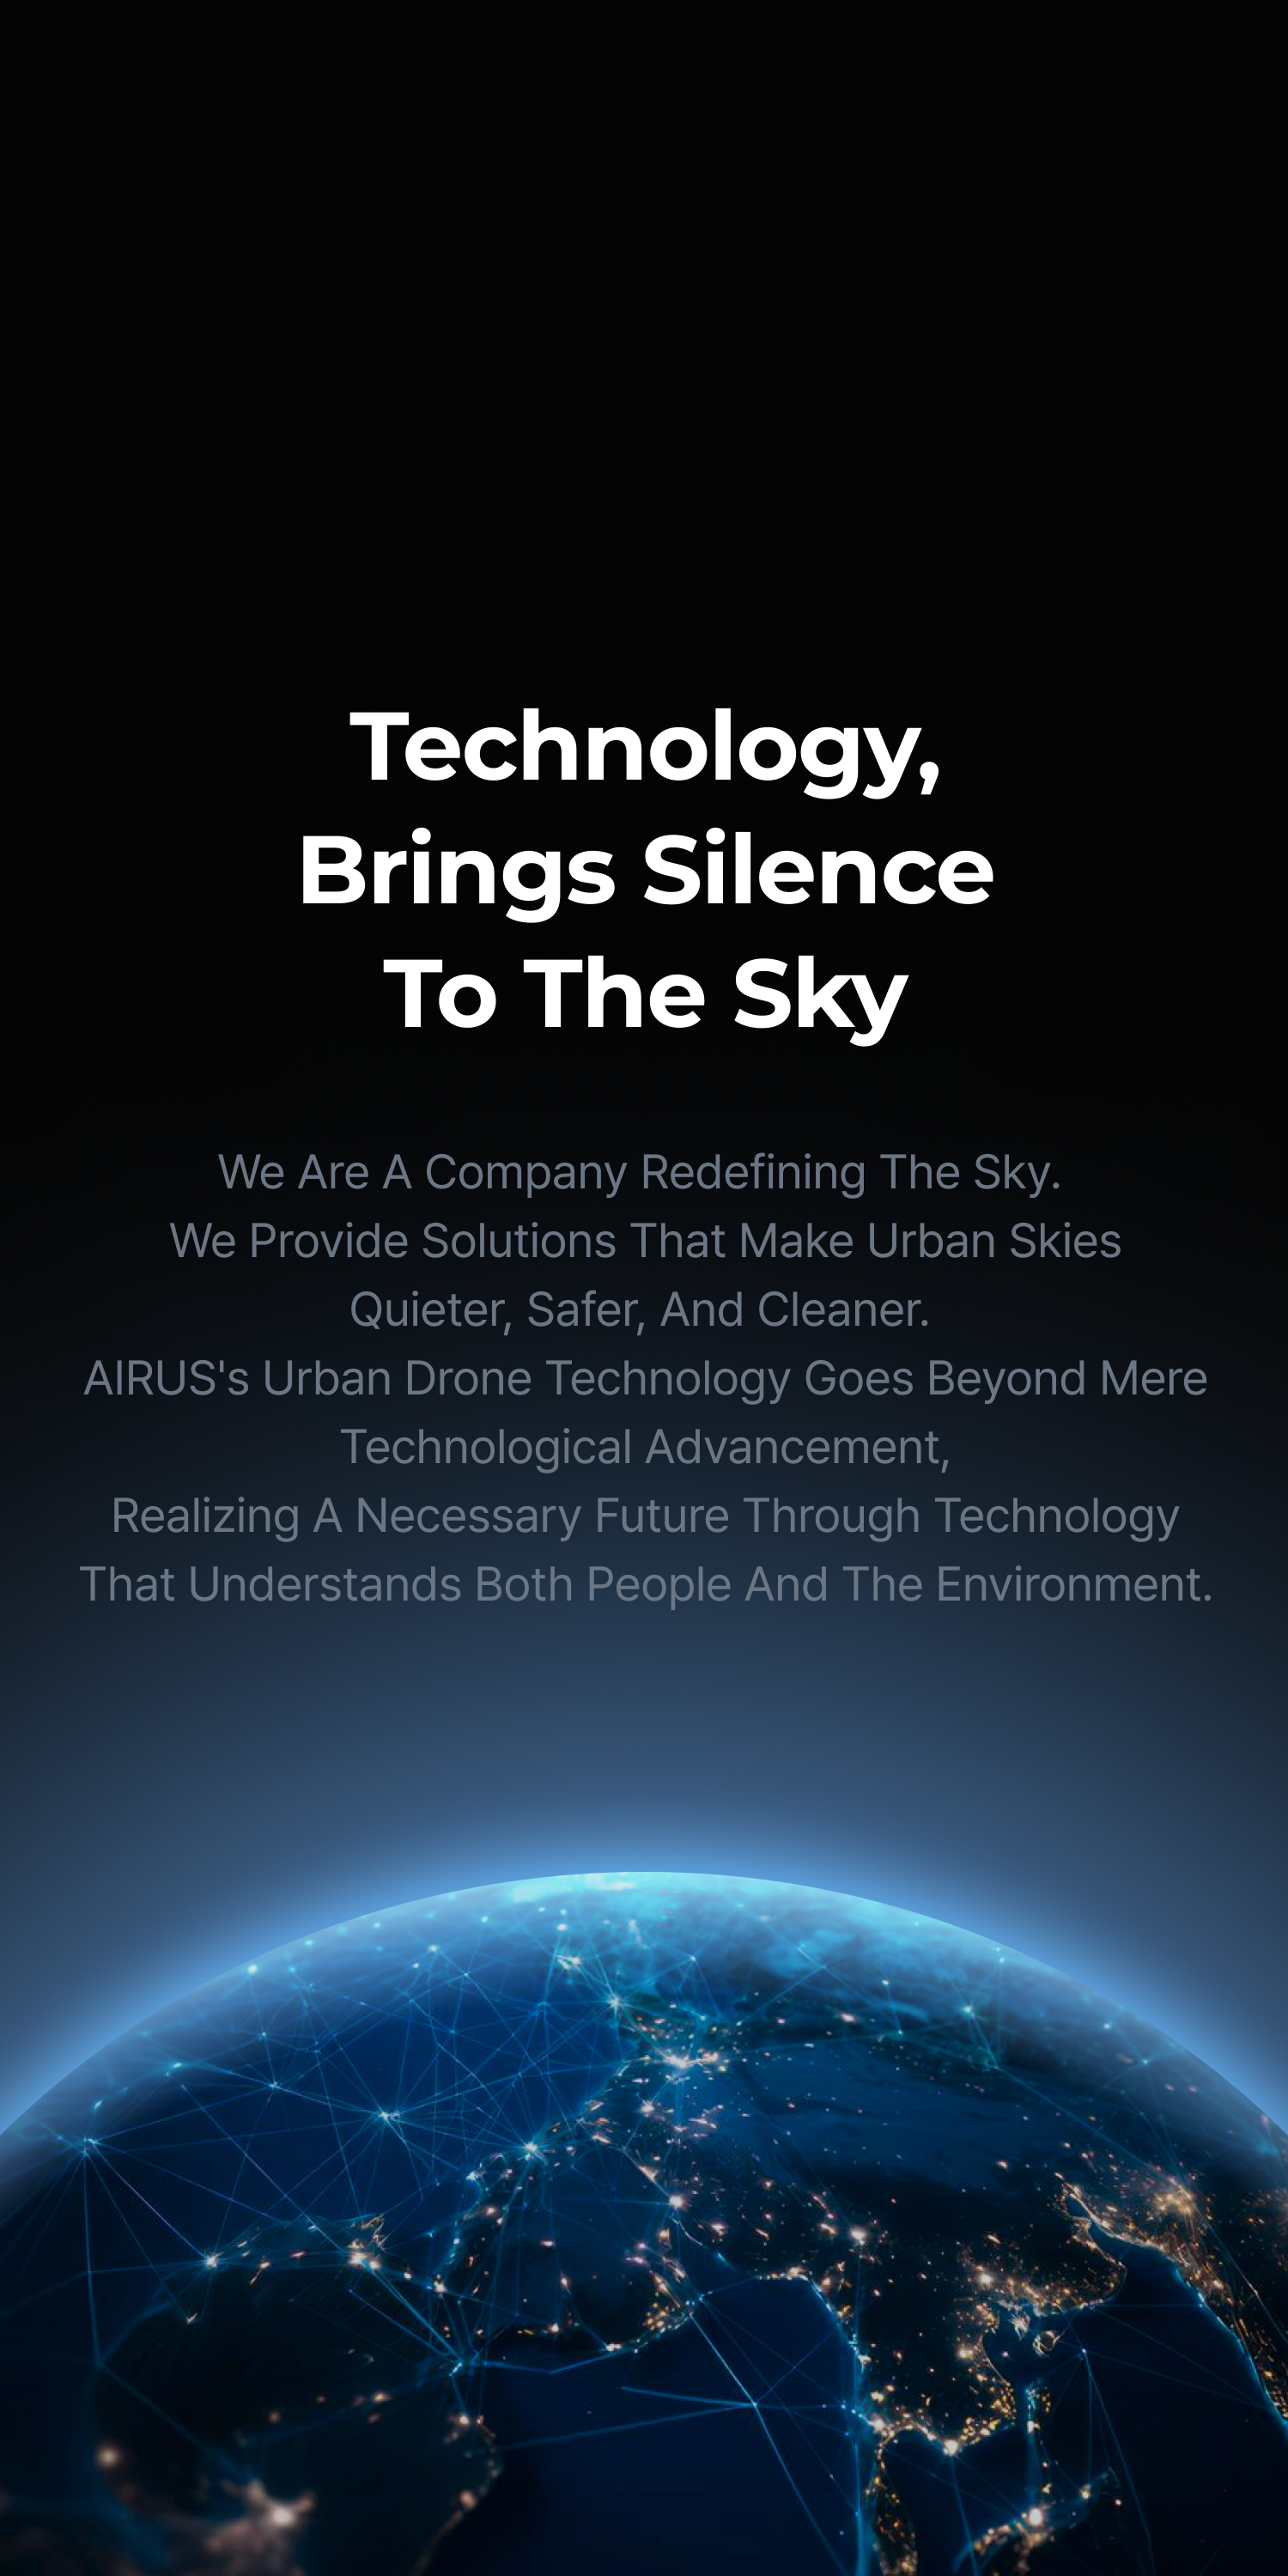 Technology,
Brings Silence
To The Sky
We Are A Company Redefining The Sky.
We Provide Solutions That Make Urban Skies
Quieter, Safer, And Cleaner.
AIRUS's Urban Drone Technology Goes Beyond Mere
Technological Advancement,
Realizing A Necessary Future Through Technology
That Understands Both People And The Environment.